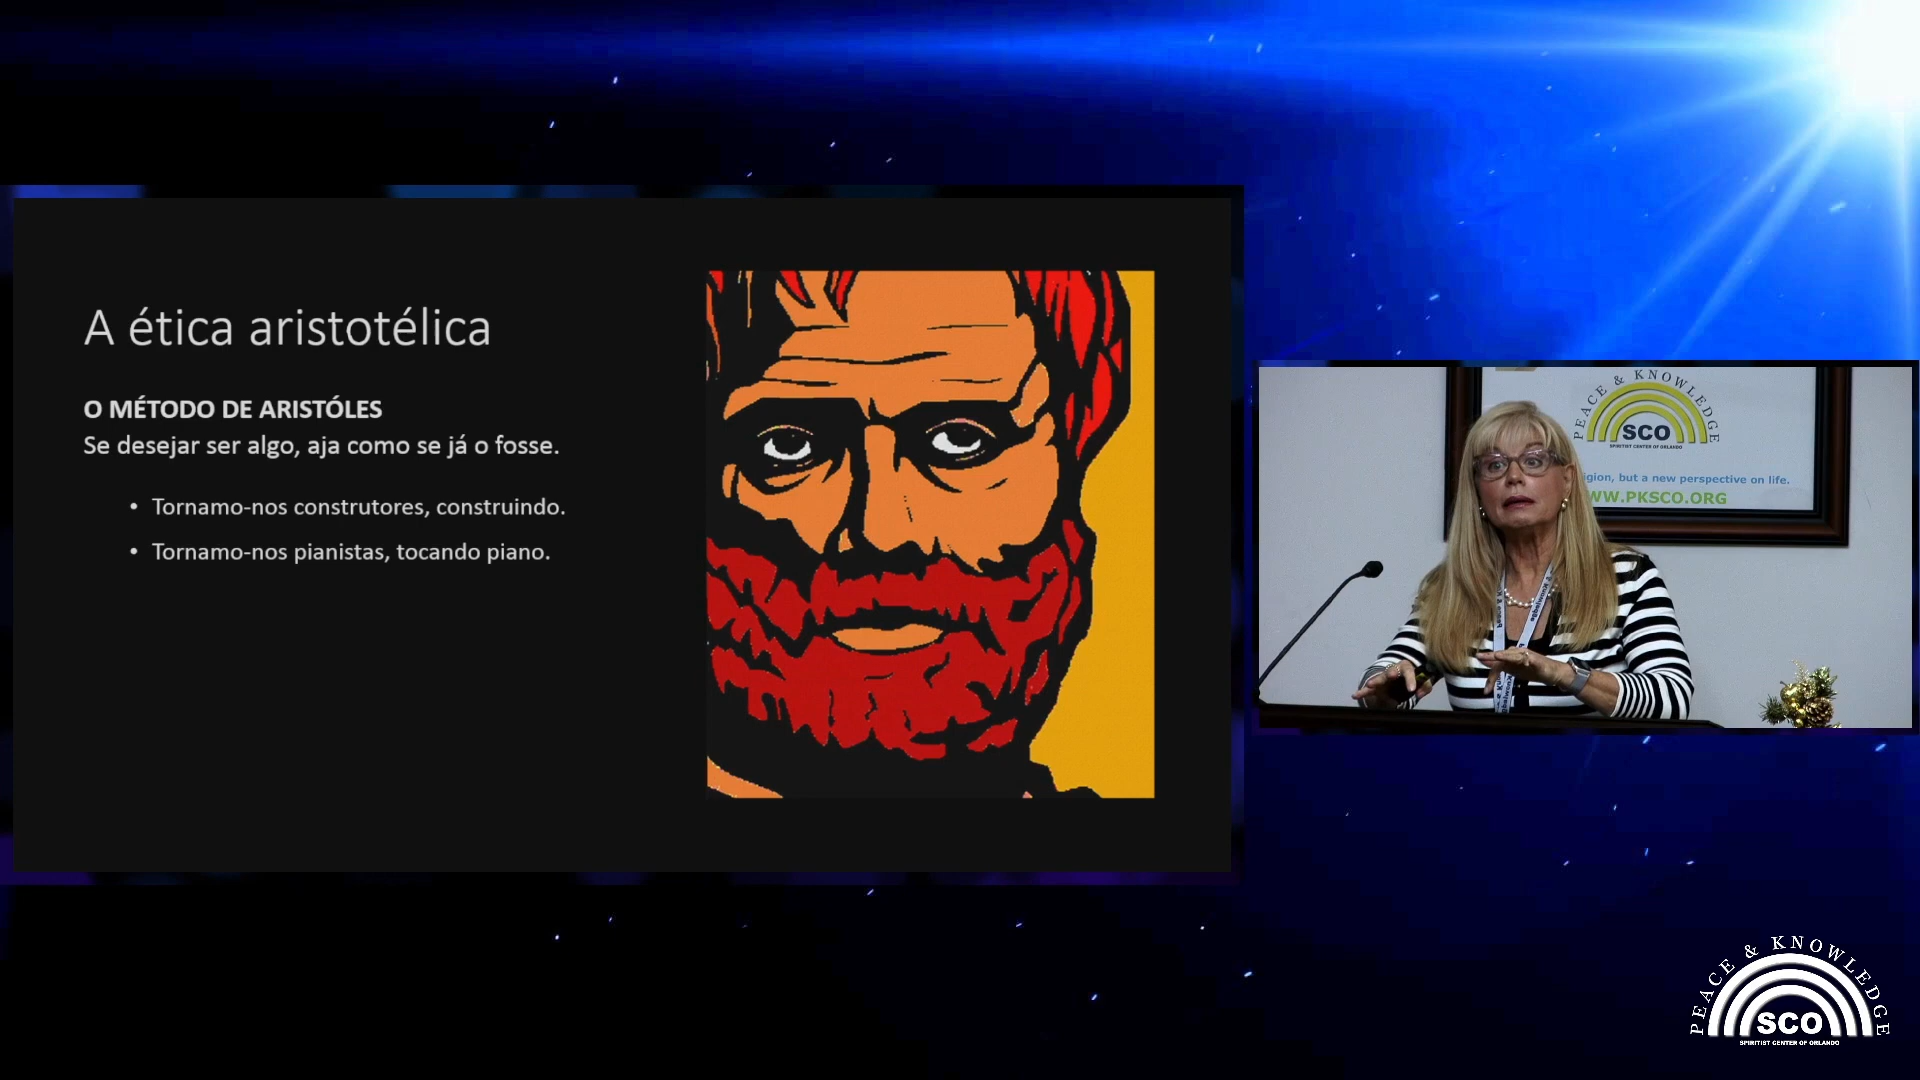 A ética aristotélica
O MÉTODO DE ARISTÓLES
Se desejar ser algo, aja como se já o fosse.
• Tornamo-nos construtores, construindo.
• Tornamo-nos pianistas, tocando piano.
PEACE & KNOWLEDGE
SCO
SPIRITIST CENTER OF ORLANDO
but a new perspective on life.
WWW.PKSCO.ORG
PEACE & KNOWLEDGE
SCO
SPIRITIST CENTER OF ORLANDO